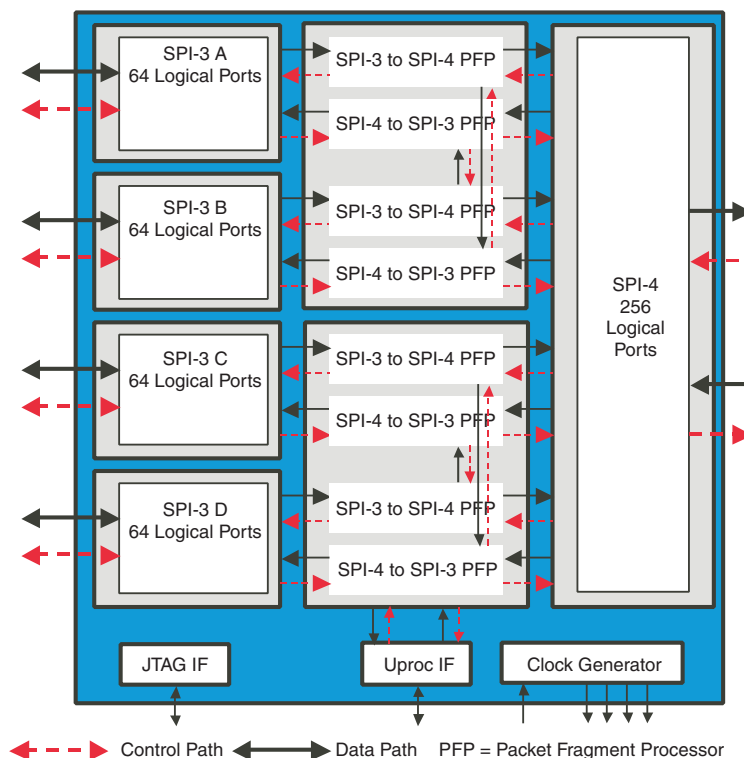 SPI-3 A
64 Logical Ports
SPI-3 to SPI-4 PFP
SPI-4 to SPI-3 PFP
SPI-3 B
64 Logical Ports
SPI-3 to SPI-4 PFP
SPI-4 to SPI-3 PFP
SPI-3 C
64 Logical Ports
SPI-3 to SPI-4 PFP
SPI-4 to SPI-3 PFP
SPI-3 D
64 Logical Ports
SPI-3 to SPI-4 PFP
SPI-4 to SPI-3 PFP
SPI-4
256
Logical
Ports
JTAG IF
Uproc IF
Clock Generator
Control Path
Data Path
PFP = Packet Fragment Processor